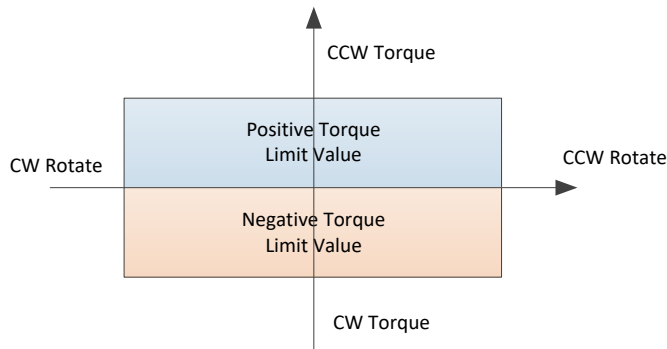 CCW Torque
Positive Torque
Limit Value
CW Rotate
CCW Rotate
Negative Torque
Limit Value
CW Torque